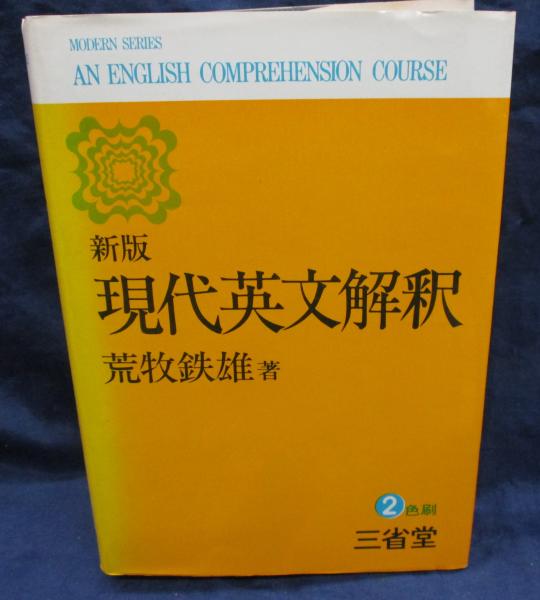 MODERN SERIES
AN ENGLISH COMPREHENSION COURSE
新版
現代英文解釈
荒牧鉄雄著
2色刷
三省堂